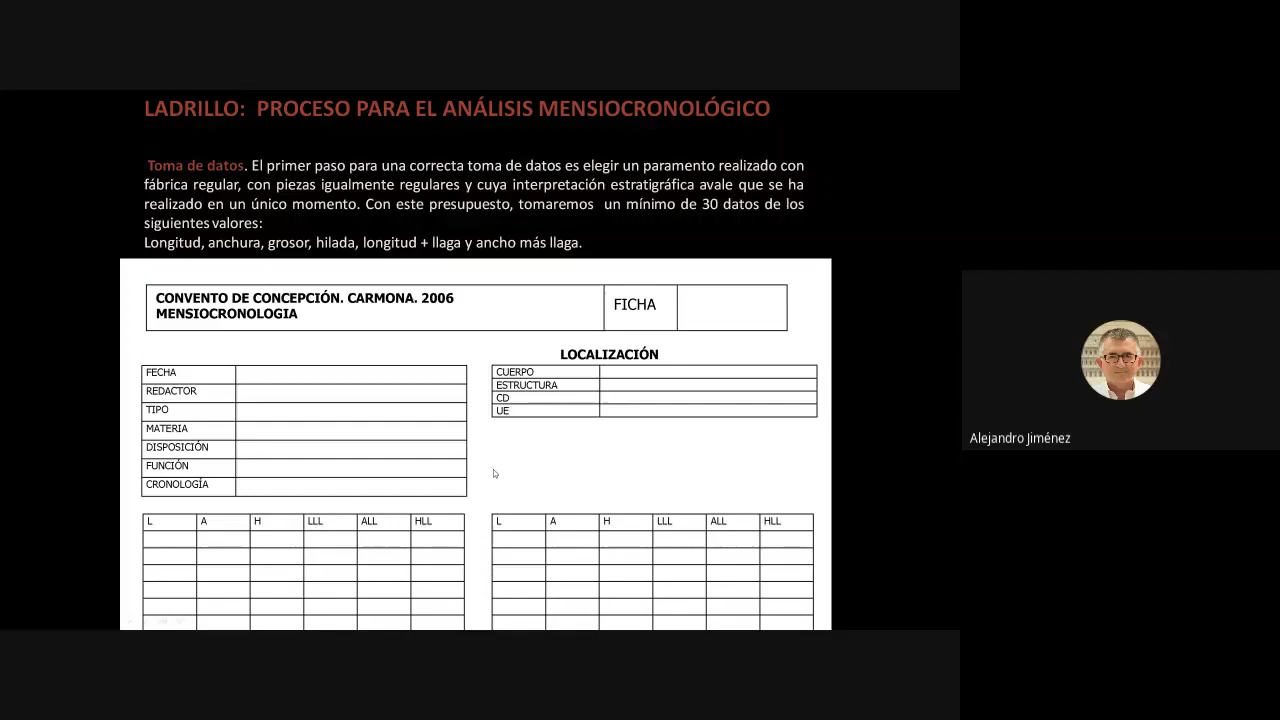 LADRILLO: PROCESO PARA EL ANÁLISIS MENSIOCRONOLÓGICO
Toma de datos. El primer paso para una correcta toma de datos es elegir un paramento realizado con
fábrica regular, con piezas igualmente regulares y cuya interpretación estratigráfica avale que se ha
realizado en un único momento. Con este presupuesto, tomaremos un mínimo de 30 datos de los
siguientes valores:
Longitud, anchura, grosor, hilada, longitud + llaga y ancho más llaga.
CONVENTO DE CONCEPCIÓN. CARMONA. 2006
MENSIOCRONOLOGIA
FICHA
LOCALIZACIÓN
FECHA
REDACTOR
TIPO
MATERIA
DISPOSICIÓN
FUNCIÓN
CRONOLOGÍA
CUERPO
ESTRUCTURA
CD
UE
L A H LLL ALL HLL
L A H LLL ALL HLL
Alejandro Jiménez